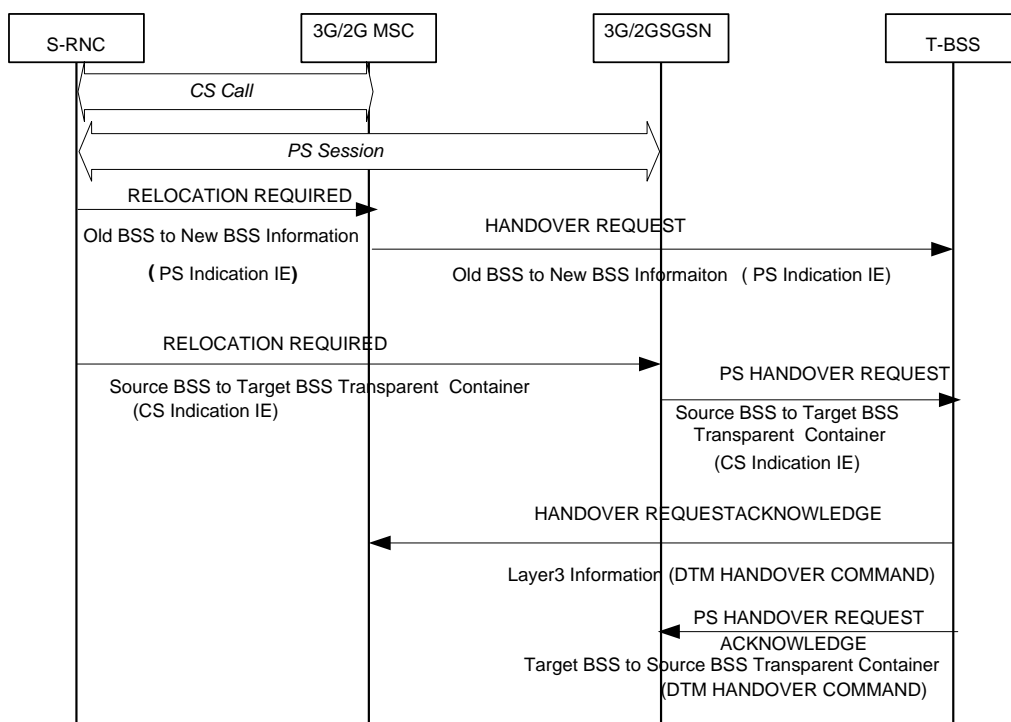 S-RNC
3G/2G MSC
3G/2GSGSN
T-BSS
CS Call
PS Session
RELOCATION REQUIRED
Old BSS to New BSS Information
( PS Indication IE)
HANDOVER REQUEST
Old BSS to New BSS Informaiton ( PS Indication IE)
RELOCATION REQUIRED
Source BSS to Target BSS Transparent Container
(CS Indication IE)
PS HANDOVER REQUEST
Source BSS to Target BSS
Transparent Container
(CS Indication IE)
HANDOVER REQUESTACKNOWLEDGE
Layer3 Information (DTM HANDOVER COMMAND)
PS HANDOVER REQUEST
ACKNOWLEDGE
Target BSS to Source BSS Transparent Container
(DTM HANDOVER COMMAND)